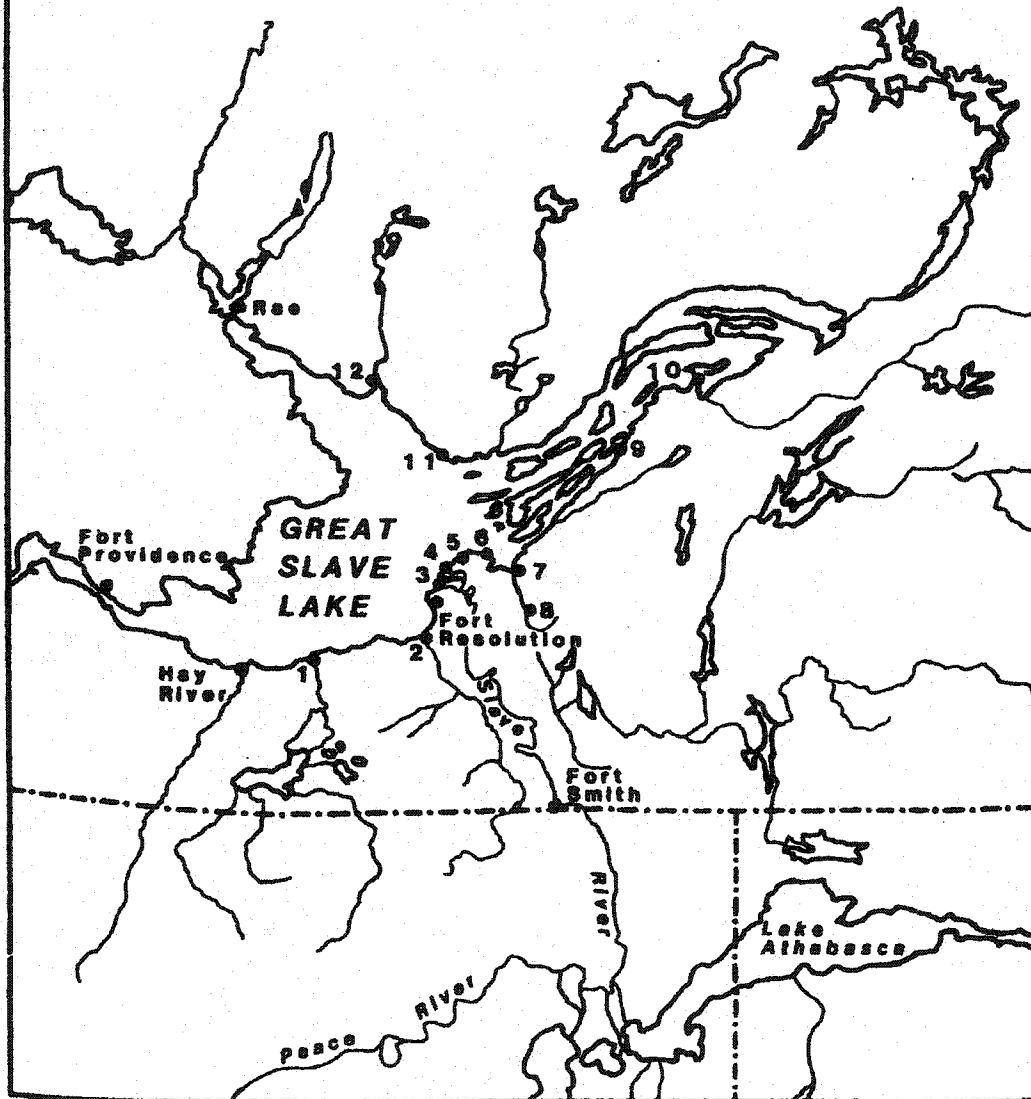 Rae
12
10
11
9
GREAT
SLAVE
LAKE
Fort
Providence
6
5
4
3
7
8
Fort
Resolution
2
1
Hay
River
Slave
Fort
Smith
River
Lake
Athabasca
Peace River